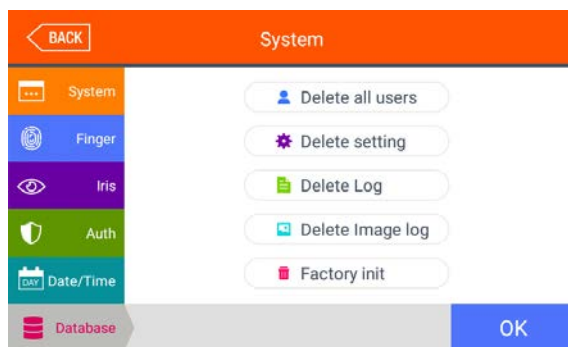 BACK
System
System
Finger
Iris
Auth
DAY Date/Time
Database
Delete all users
Delete setting
Delete Log
Delete Image log
Factory init
OK